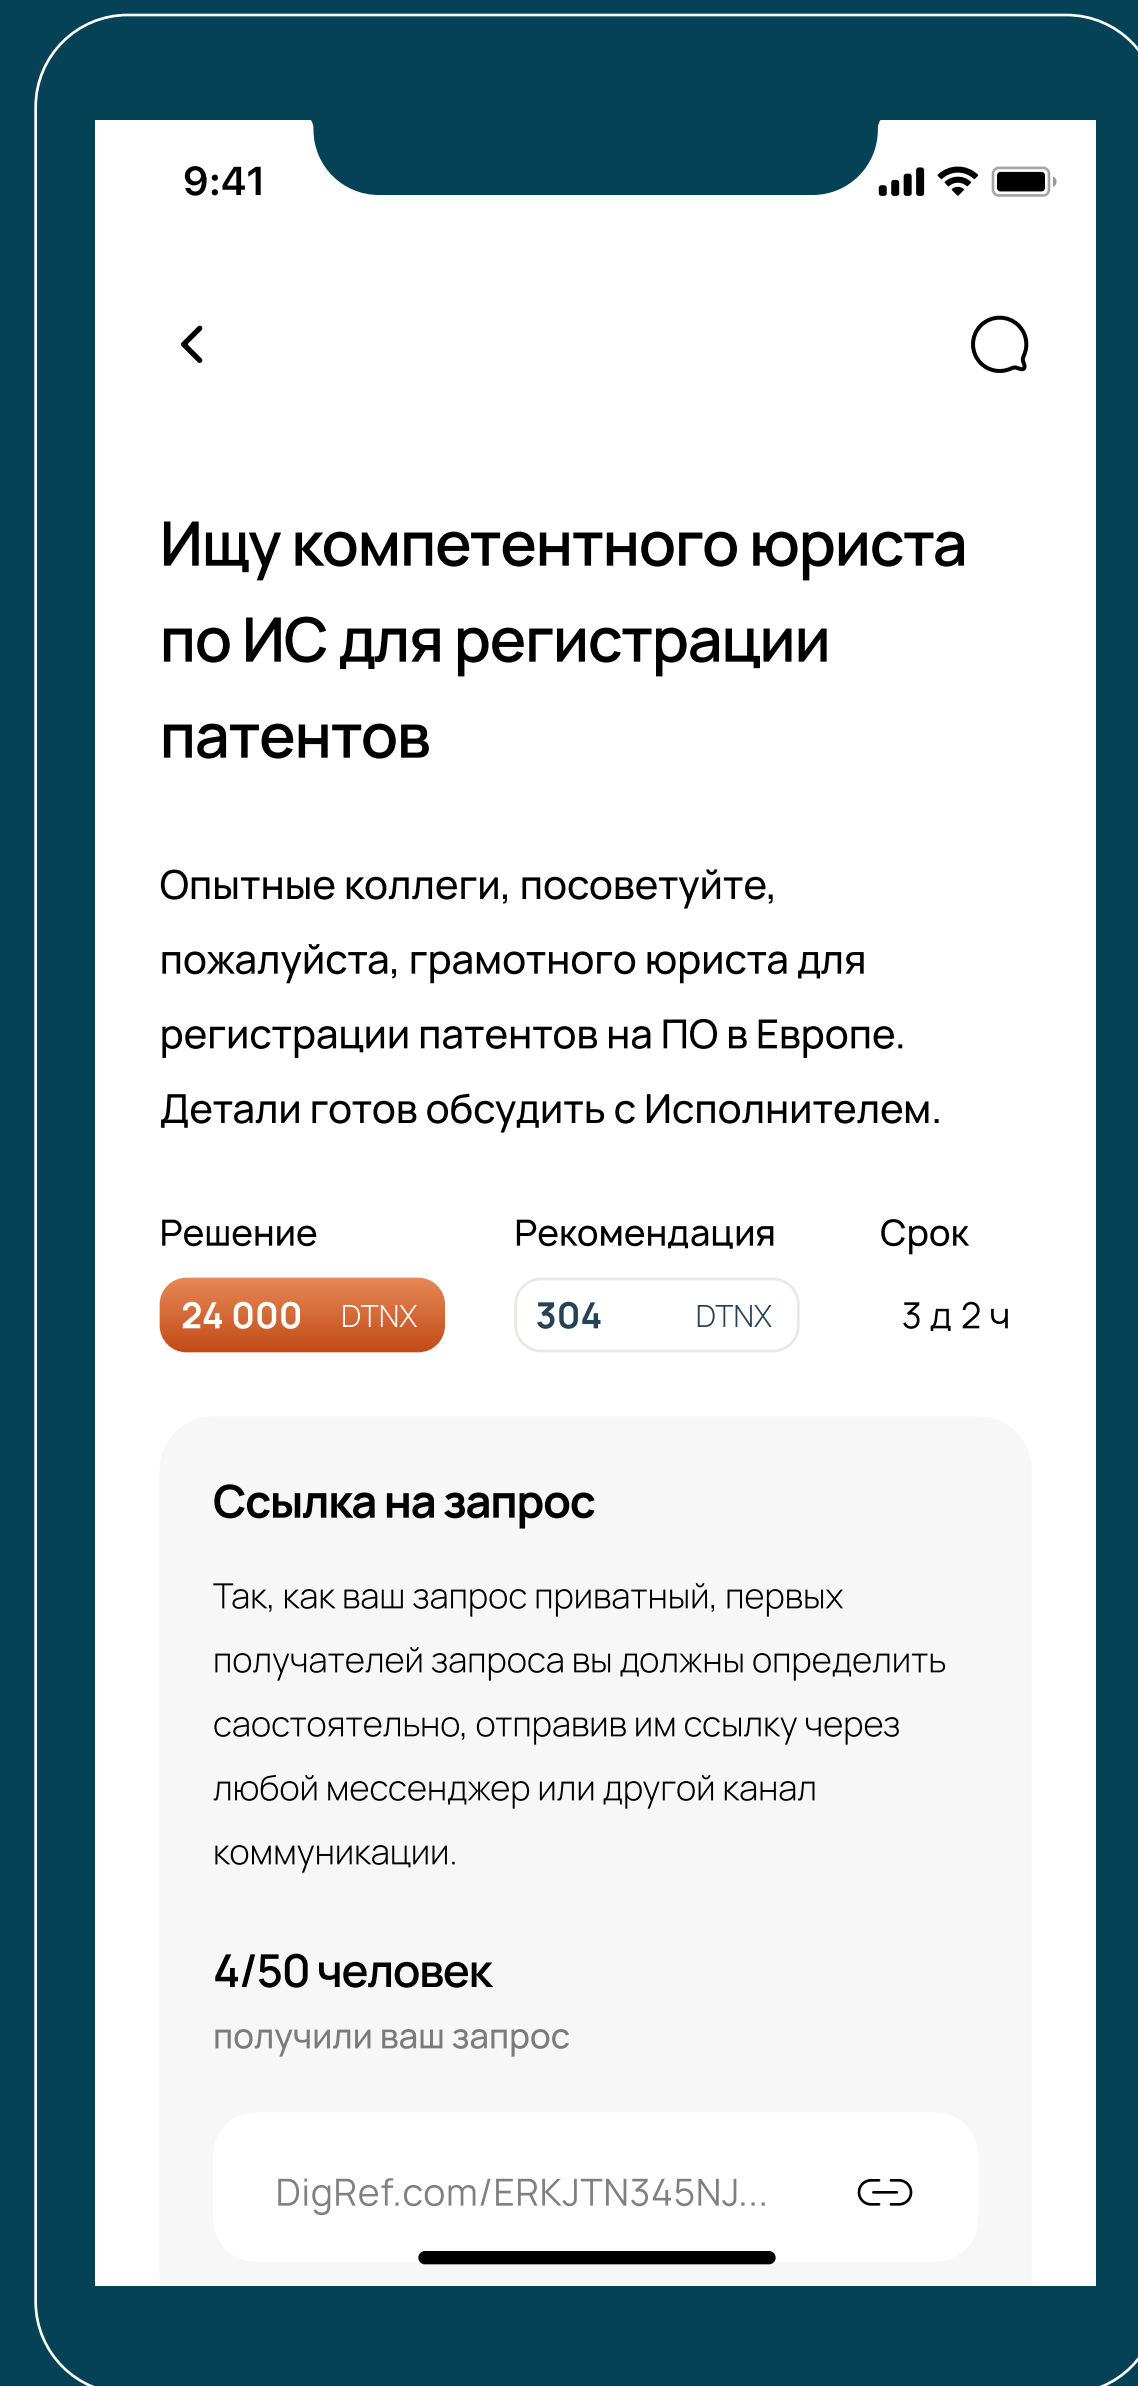 9:41
Ищу компетентного юриста
по ИС для регистрации
патентов
Опытные коллеги, посоветуйте,
пожалуйста, грамотного юриста для
регистрации патентов на ПО в Европе.
Детали готов обсудить с Исполнителем.
Решение Рекомендация Срок
24 000 DTNX 304 DTNX 3 д 2 ч
Ссылка на запрос
Так, как ваш запрос приватный, первых
получателей запроса вы должны определить
саостоятельно, отправив им ссылку через
любой мессенджер или другой канал
коммуникации.
4/50 человек
получили ваш запрос
DigRef.com/ERKJTN345NJ...